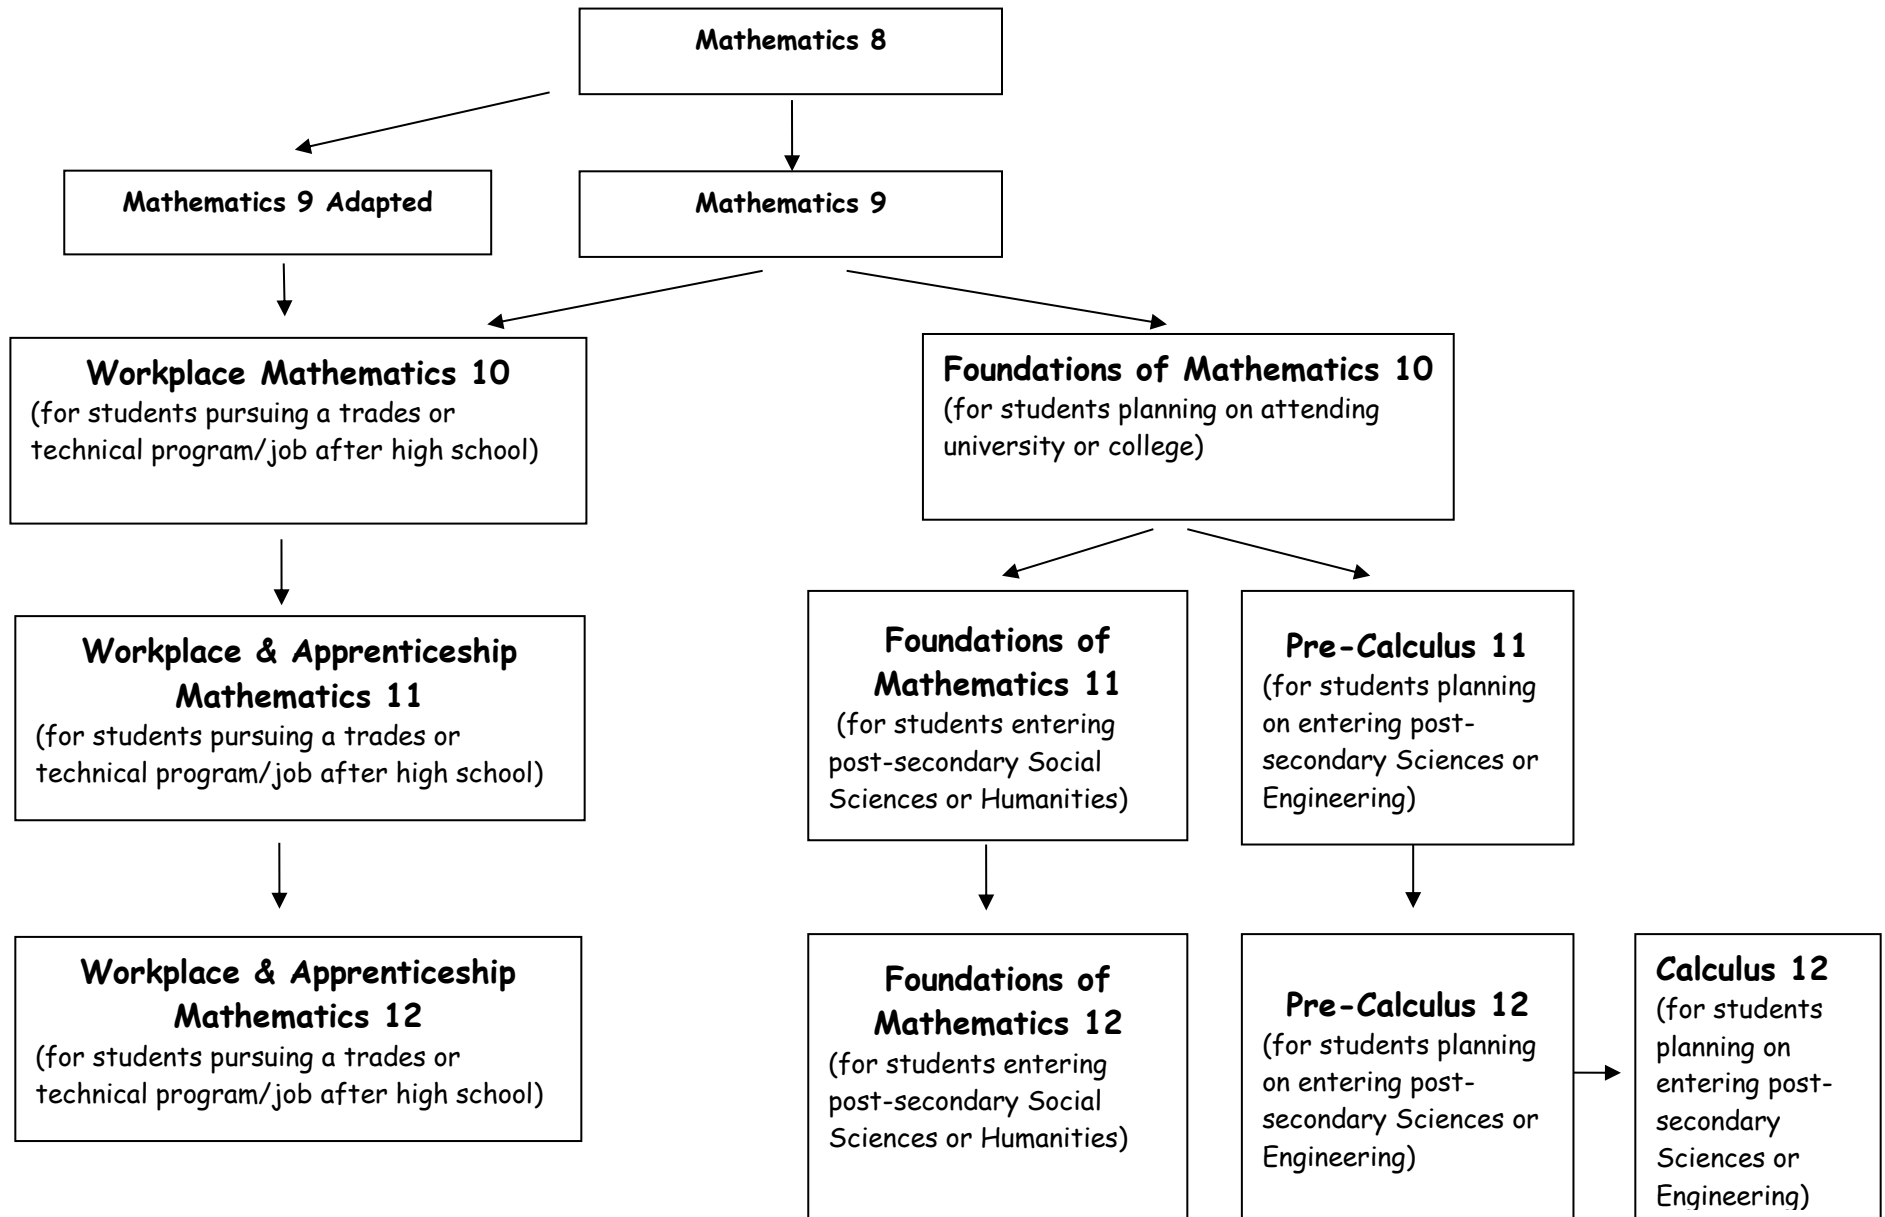 Mathematics 8
Mathematics 9 Adapted
Mathematics 9
Workplace Mathematics 10
(for students pursuing a trades or
technical program/job after high school)
Foundations of Mathematics 10
(for students planning on attending
university or college)
Workplace & Apprenticeship
Mathematics 11
(for students pursuing a trades or
technical program/job after high school)
Foundations of
Mathematics 11
(for students entering
post-secondary Social
Sciences or Humanities)
Pre-Calculus 11
(for students planning
on entering post-
secondary Sciences or
Engineering)
Workplace & Apprenticeship
Mathematics 12
(for students pursuing a trades or
technical program/job after high school)
Foundations of
Mathematics 12
(for students entering
post-secondary Social
Sciences or Humanities)
Pre-Calculus 12
(for students planning
on entering post-
secondary Sciences or
Engineering)
Calculus 12
(for students
planning on
entering post-
secondary
Sciences or
Engineering)